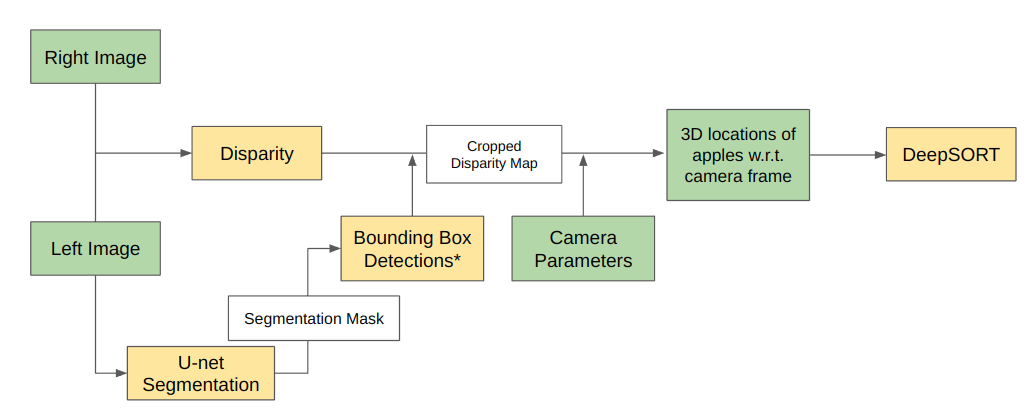 Right Image
Disparity
Cropped
Disparity Map
3D locations of
apples w.r.t.
camera frame
DeepSORT
Left Image
Bounding Box
Detections*
Camera
Parameters
Segmentation Mask
U-net
Segmentation